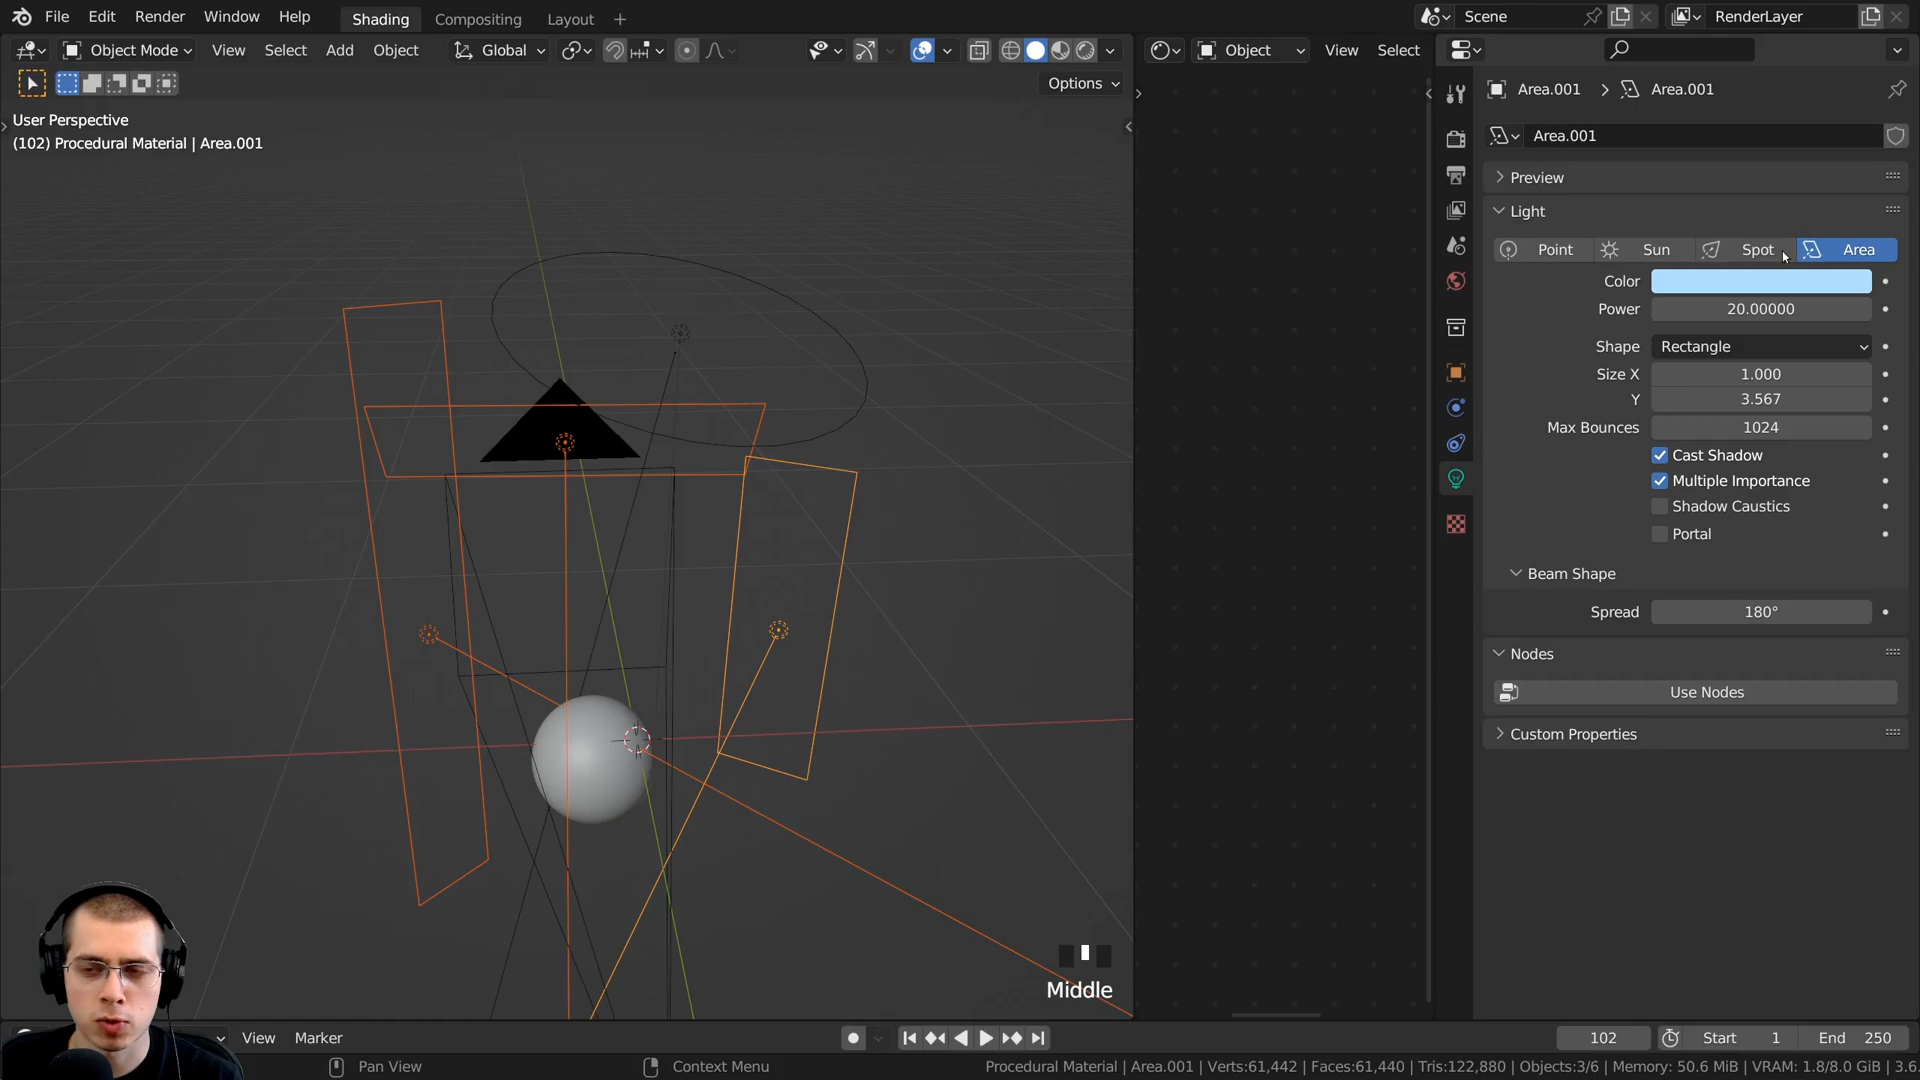 File Edit Render Window Help Shading Compositing Layout + Scene RenderLayer
Object Mode View Select Add Object Global Object View Select
Options
User Perspective
(102) Procedural Material | Area.001
Area.001 > Area.001
Area.001
Preview
Light
Point Sun Spot Area
Color
Power 20.00000
Shape Rectangle
Size X 1.000
Y 3.567
Max Bounces 1024
Cast Shadow
Multiple Importance
Shadow Caustics
Portal
Beam Shape
Spread 180°
Nodes
Use Nodes
Custom Properties
Middle
View Marker 102 Start 1 End 250
Pan View Context Menu Procedural Material | Area.001 | Verts:61,442 | Faces:61,440 | Tris:122,880 | Objects:3/6 | Memory: 50.6 MiB | VRAM: 1.8/8.0 GiB | 3.6